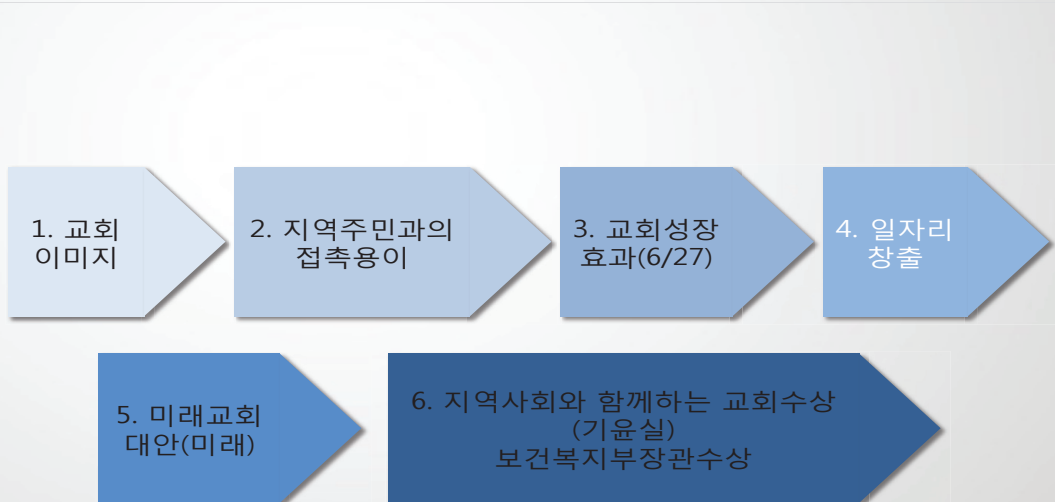 1. 교회
이미지
2. 지역주민과의
접촉용이
3. 교회성장
효과(6/27)
4. 일자리
창출
5. 미래교회
대안(미래)
6. 지역사회와 함께하는 교회수상
(기윤실)
보건복지부장관수상